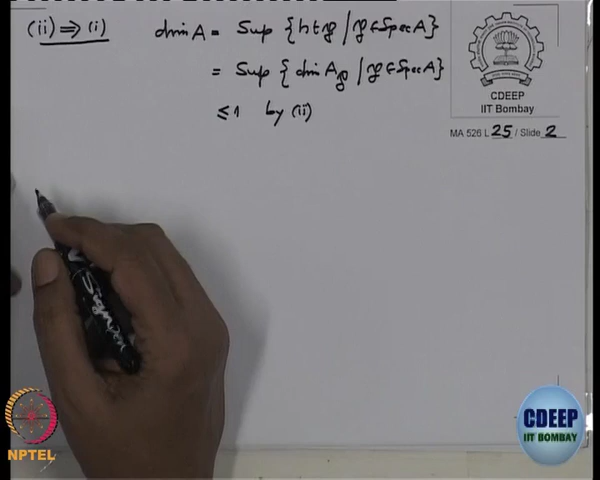 (ii) ⇒ (i) dim A = Sup {ht 𝔭 | 𝔭 ∈ Spec A}
= Sup {dim A_𝔭 | 𝔭 ∈ Spec A}
≤ 1 by (ii)
CDEEP
IIT Bombay
MA 526 L 25 / Slide 2
NPTEL
CDEEP
IIT BOMBAY